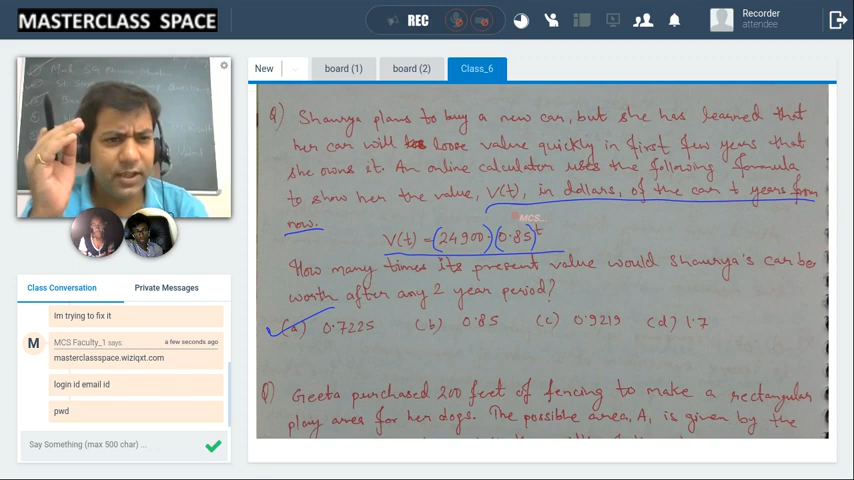 MASTERCLASS SPACE
REC
Recorder
attendee
New
board (1)
board (2)
Class_6
Q) Shaurya plans to buy a new car, but she has learned that
her car will loose value quickly in first few years that
she owns it. An online calculator uses the following formula
to show her the value, V(t), in dollars, of the car t years from
now.
MCS...
V(t) = (24900)·(0.85)^t
How many times its present value would Shaurya's car be
worth after any 2 year period?
(a) 0.7225 (b) 0.85 (c) 0.9219 (d) 1.7
Q) Geeta purchased 200 feet of fencing to make a rectangular
play area for her dogs. The possible area, A, is given by the
Class Conversation
Private Messages
Im trying to fix it
M
MCS Faculty_1 says:
a few seconds ago
masterclassspace.wiziqxt.com
login id email id
pwd
Say Something (max 500 char) ...